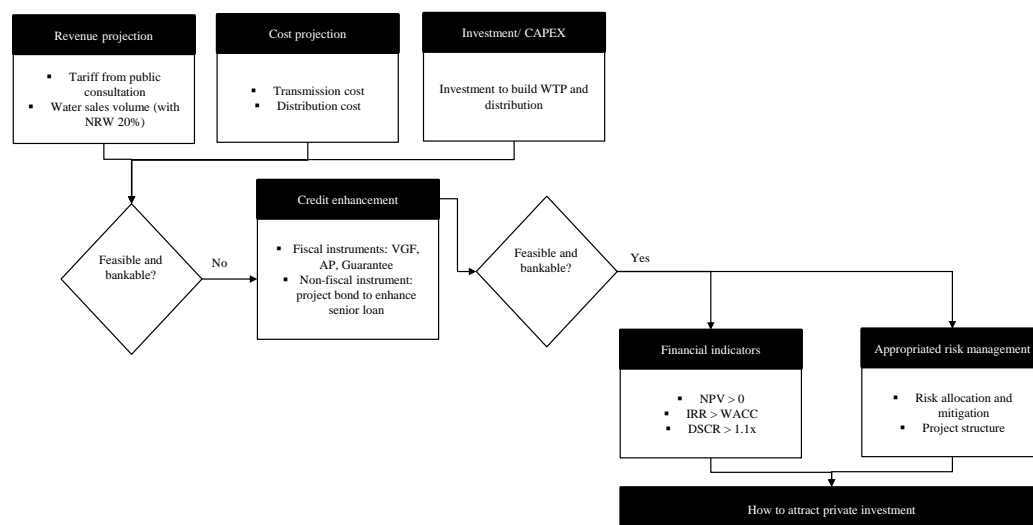 Revenue projection
▪ Tariff from public
consultation
▪ Water sales volume (with
NRW 20%)
Cost projection
▪ Transmission cost
▪ Distribution cost
Investment/ CAPEX
Investment to build WTP and
distribution
Feasible and
bankable?
No
Credit enhancement
▪ Fiscal instruments: VGF,
AP, Guarantee
▪ Non-fiscal instrument:
project bond to enhance
senior loan
Feasible and
bankable?
Yes
Financial indicators
▪ NPV > 0
▪ IRR > WACC
▪ DSCR > 1.1x
Appropriated risk management
▪ Risk allocation and
mitigation
▪ Project structure
How to attract private investment